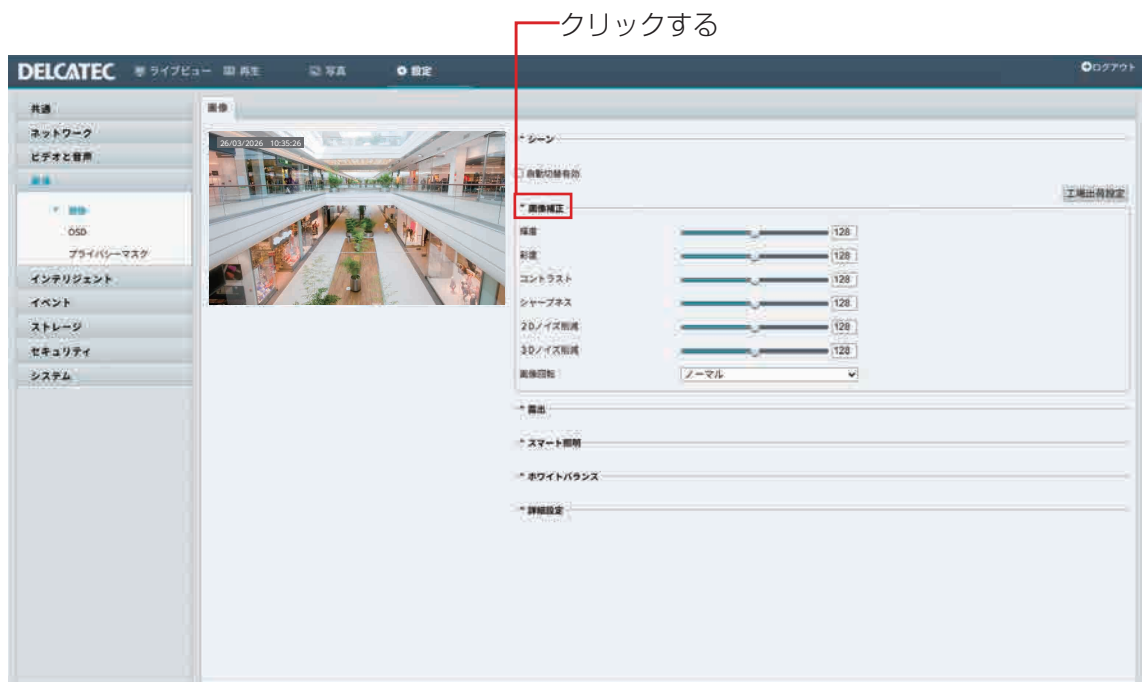 クリックする
DELCATEC ライブビュー 再生 写真 設定 ログアウト
共通
ネットワーク
ビデオと音声
画像
画像
OSD
プライバシーマスク
インテリジェント
イベント
ストレージ
セキュリティ
システム
画像
26/03/2026 10:35:26
シーン
自動切替有効
工場出荷設定
画像補正
輝度 128
彩度 128
コントラスト 128
シャープネス 128
2Dノイズ削減 128
3Dノイズ削減 128
画像回転 ノーマル
露出
スマート照明
ホワイトバランス
詳細設定